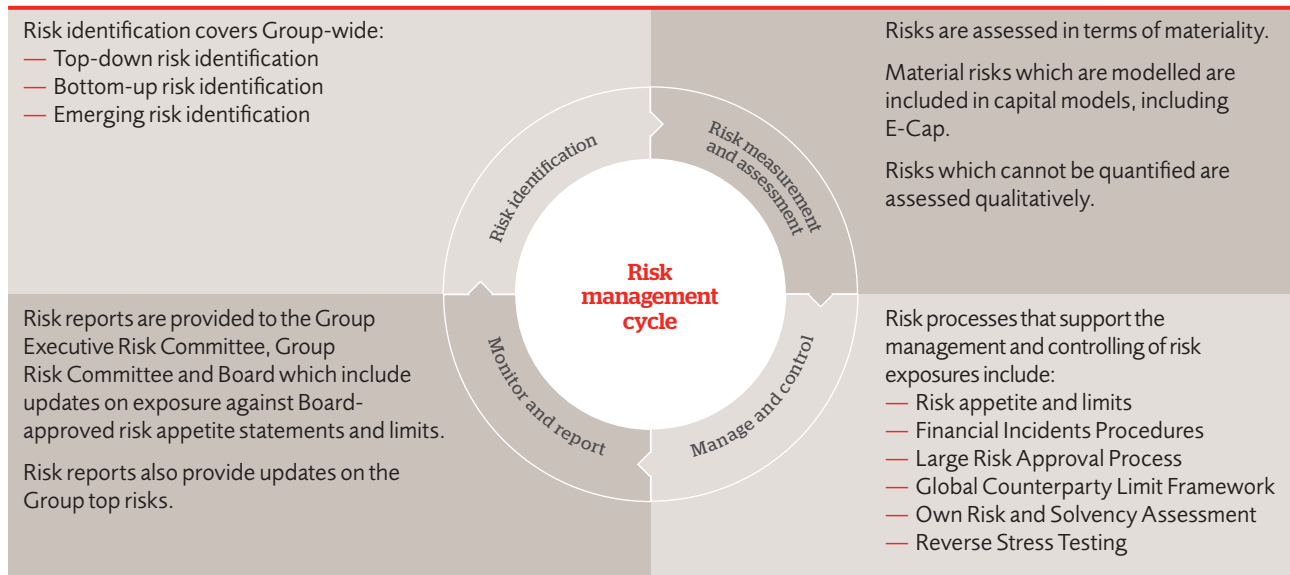 Risk identification covers Group-wide:
— Top-down risk identification
— Bottom-up risk identification
— Emerging risk identification
Risks are assessed in terms of materiality.
Material risks which are modelled are
included in capital models, including
E-Cap.
Risks which cannot be quantified are
assessed qualitatively.
Risk identification
Risk measurement
and assessment
Risk
management
cycle
Monitor and report
Manage and control
Risk reports are provided to the Group
Executive Risk Committee, Group
Risk Committee and Board which include
updates on exposure against Board-
approved risk appetite statements and limits.
Risk reports also provide updates on the
Group top risks.
Risk processes that support the
management and controlling of risk
exposures include:
— Risk appetite and limits
— Financial Incidents Procedures
— Large Risk Approval Process
— Global Counterparty Limit Framework
— Own Risk and Solvency Assessment
— Reverse Stress Testing